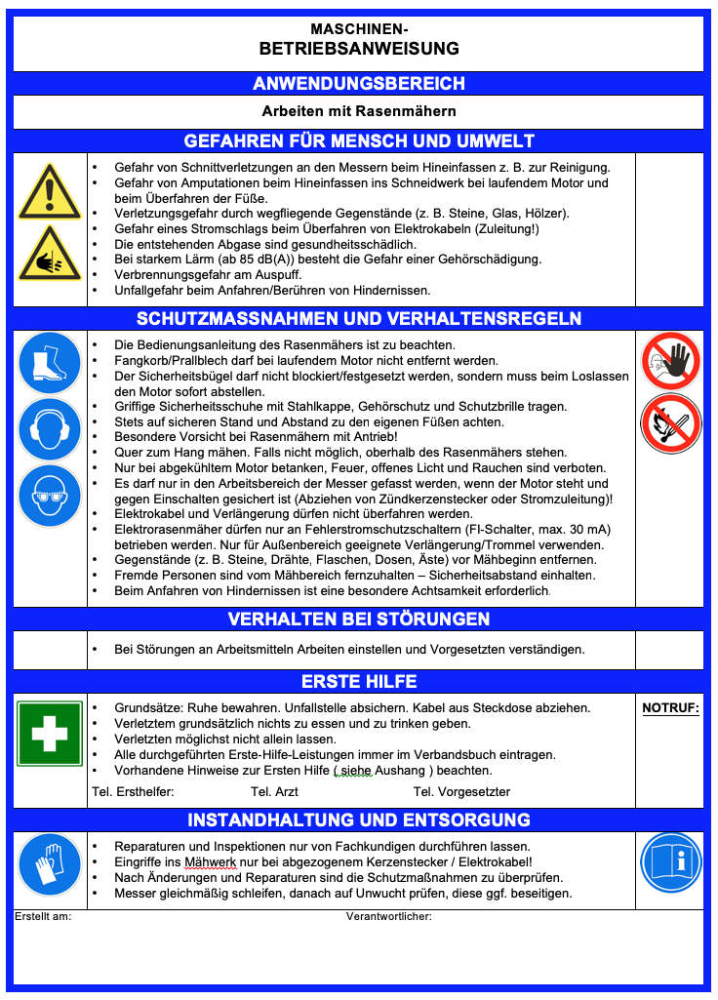 MASCHINEN-
BETRIEBSANWEISUNG
ANWENDUNGSBEREICH
Arbeiten mit Rasenmähern
GEFAHREN FÜR MENSCH UND UMWELT
• Gefahr von Schnittverletzungen an den Messern beim Hineinfassen z. B. zur Reinigung.
• Gefahr von Amputationen beim Hineinfassen ins Schneidwerk bei laufendem Motor und
beim Überfahren der Füße.
• Verletzungsgefahr durch wegfliegende Gegenstände (z. B. Steine, Glas, Hölzer).
• Gefahr eines Stromschlags beim Überfahren von Elektrokabeln (Zuleitung!)
• Die entstehenden Abgase sind gesundheitsschädlich.
• Bei starkem Lärm (ab 85 dB(A)) besteht die Gefahr einer Gehörschädigung.
• Verbrennungsgefahr am Auspuff.
• Unfallgefahr beim Anfahren/Berühren von Hindernissen.
SCHUTZMASSNAHMEN UND VERHALTENSREGELN
• Die Bedienungsanleitung des Rasenmähers ist zu beachten.
• Fangkorb/Prallblech darf bei laufendem Motor nicht entfernt werden.
• Der Sicherheitsbügel darf nicht blockiert/festgesetzt werden, sondern muss beim Loslassen
den Motor sofort abstellen.
• Griffige Sicherheitsschuhe mit Stahlkappe, Gehörschutz und Schutzbrille tragen.
• Stets auf sicheren Stand und Abstand zu den eigenen Füßen achten.
• Besondere Vorsicht bei Rasenmähern mit Antrieb!
• Quer zum Hang mähen. Falls nicht möglich, oberhalb des Rasenmähers stehen.
• Nur bei abgekühltem Motor betanken, Feuer, offenes Licht und Rauchen sind verboten.
• Es darf nur in den Arbeitsbereich der Messer gefasst werden, wenn der Motor steht und
gegen Einschalten gesichert ist (Abziehen von Zündkerzenstecker oder Stromzuleitung)!
• Elektrokabel und Verlängerung dürfen nicht überfahren werden.
• Elektrorasenmäher dürfen nur an Fehlerstromschutzschaltern (FI-Schalter, max. 30 mA)
betrieben werden. Nur für Außenbereich geeignete Verlängerung/Trommel verwenden.
• Gegenstände (z. B. Steine, Drähte, Flaschen, Dosen, Äste) vor Mähbeginn entfernen.
• Fremde Personen sind vom Mähbereich fernzuhalten – Sicherheitsabstand einhalten.
• Beim Anfahren von Hindernissen ist eine besondere Achtsamkeit erforderlich.
VERHALTEN BEI STÖRUNGEN
• Bei Störungen an Arbeitsmitteln Arbeiten einstellen und Vorgesetzten verständigen.
ERSTE HILFE
• Grundsätze: Ruhe bewahren. Unfallstelle absichern. Kabel aus Steckdose abziehen.
NOTRUF:
• Verletztem grundsätzlich nichts zu essen und zu trinken geben.
• Verletzten möglichst nicht allein lassen.
• Alle durchgeführten Erste-Hilfe-Leistungen immer im Verbandsbuch eintragen.
• Vorhandene Hinweise zur Ersten Hilfe ( siehe Aushang ) beachten.
Tel. Ersthelfer: Tel. Arzt Tel. Vorgesetzter
INSTANDHALTUNG UND ENTSORGUNG
• Reparaturen und Inspektionen nur von Fachkundigen durchführen lassen.
• Eingriffe ins Mähwerk nur bei abgezogenem Kerzenstecker / Elektrokabel!
• Nach Änderungen und Reparaturen sind die Schutzmaßnahmen zu überprüfen.
• Messer gleichmäßig schleifen, danach auf Unwucht prüfen, diese ggf. beseitigen.
Erstellt am: Verantwortlicher: